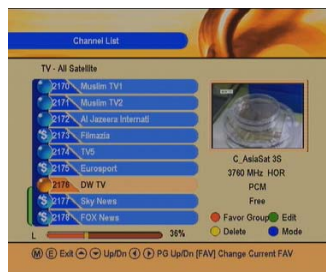 Channel List
TV - All Satellite
2170 Muslim TV1
2171 Muslim TV2
2172 Al Jazeera Internatl
$ 2173 Filmazia
2174 TV5
$ 2175 Eurosport
2176 DW TV
$ 2177 Sky News
$ 2178 FOX News
L 36%
C_AsiaSat 3S
3760 MHz HOR
PCM
Free
Favor Group Edit
Delete Mode
M E Exit Up/Dn PG Up/Dn [FAV] Change Current FAV